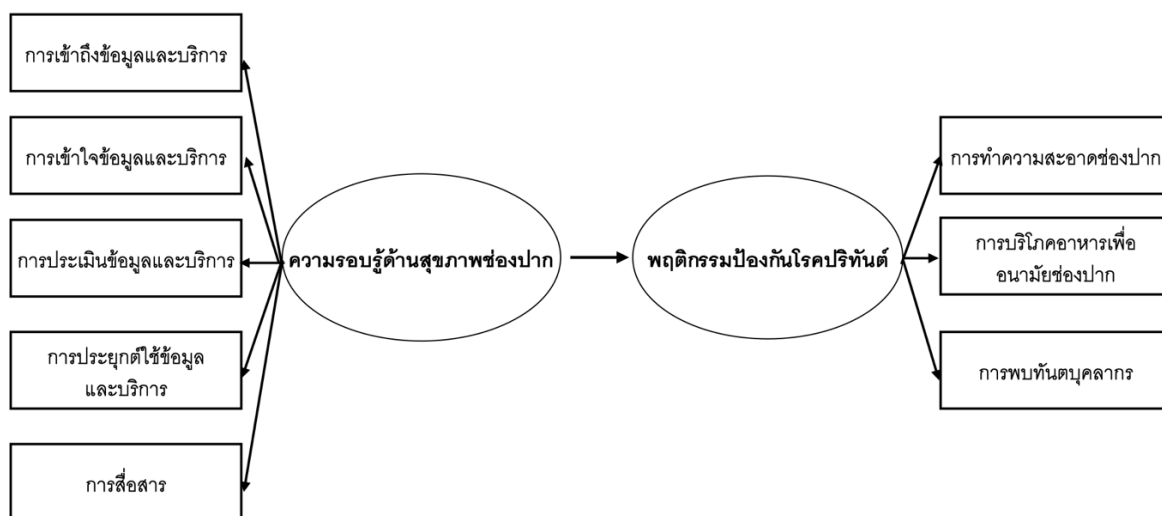 การเข้าถึงข้อมูลและบริการ
การเข้าใจข้อมูลและบริการ
การประเมินข้อมูลและบริการ
การประยุกต์ใช้ข้อมูล
และบริการ
การสื่อสาร
ความรอบรู้ด้านสุขภาพช่องปาก
พฤติกรรมป้องกันโรคปริทันต์
การทำความสะอาดช่องปาก
การบริโภคอาหารเพื่อ
อนามัยช่องปาก
การพบทันตบุคลากร